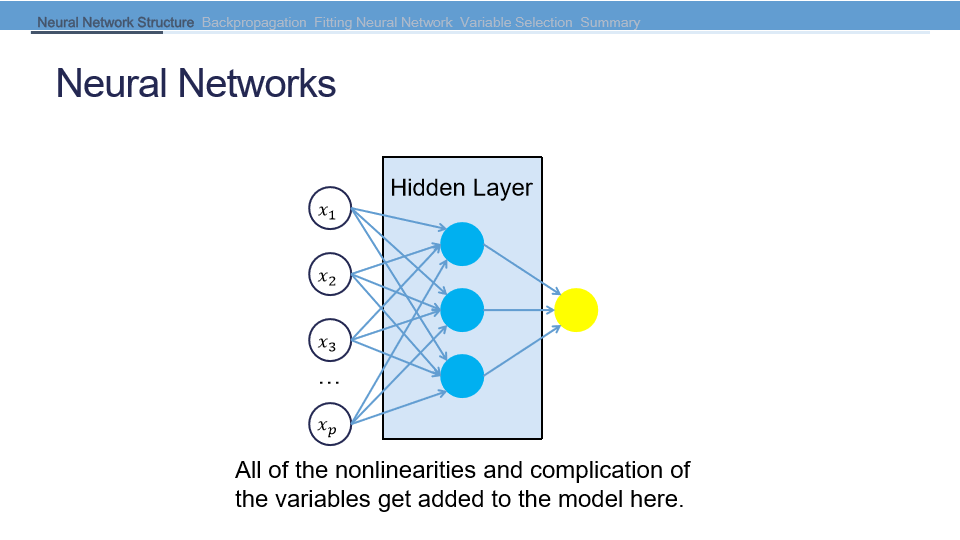 Neural Network Structure Backpropagation Fitting Neural Network Variable Selection Summary
Neural Networks
Hidden Layer
x₁
x₂
x₃
…
xₚ
All of the nonlinearities and complication of
the variables get added to the model here.